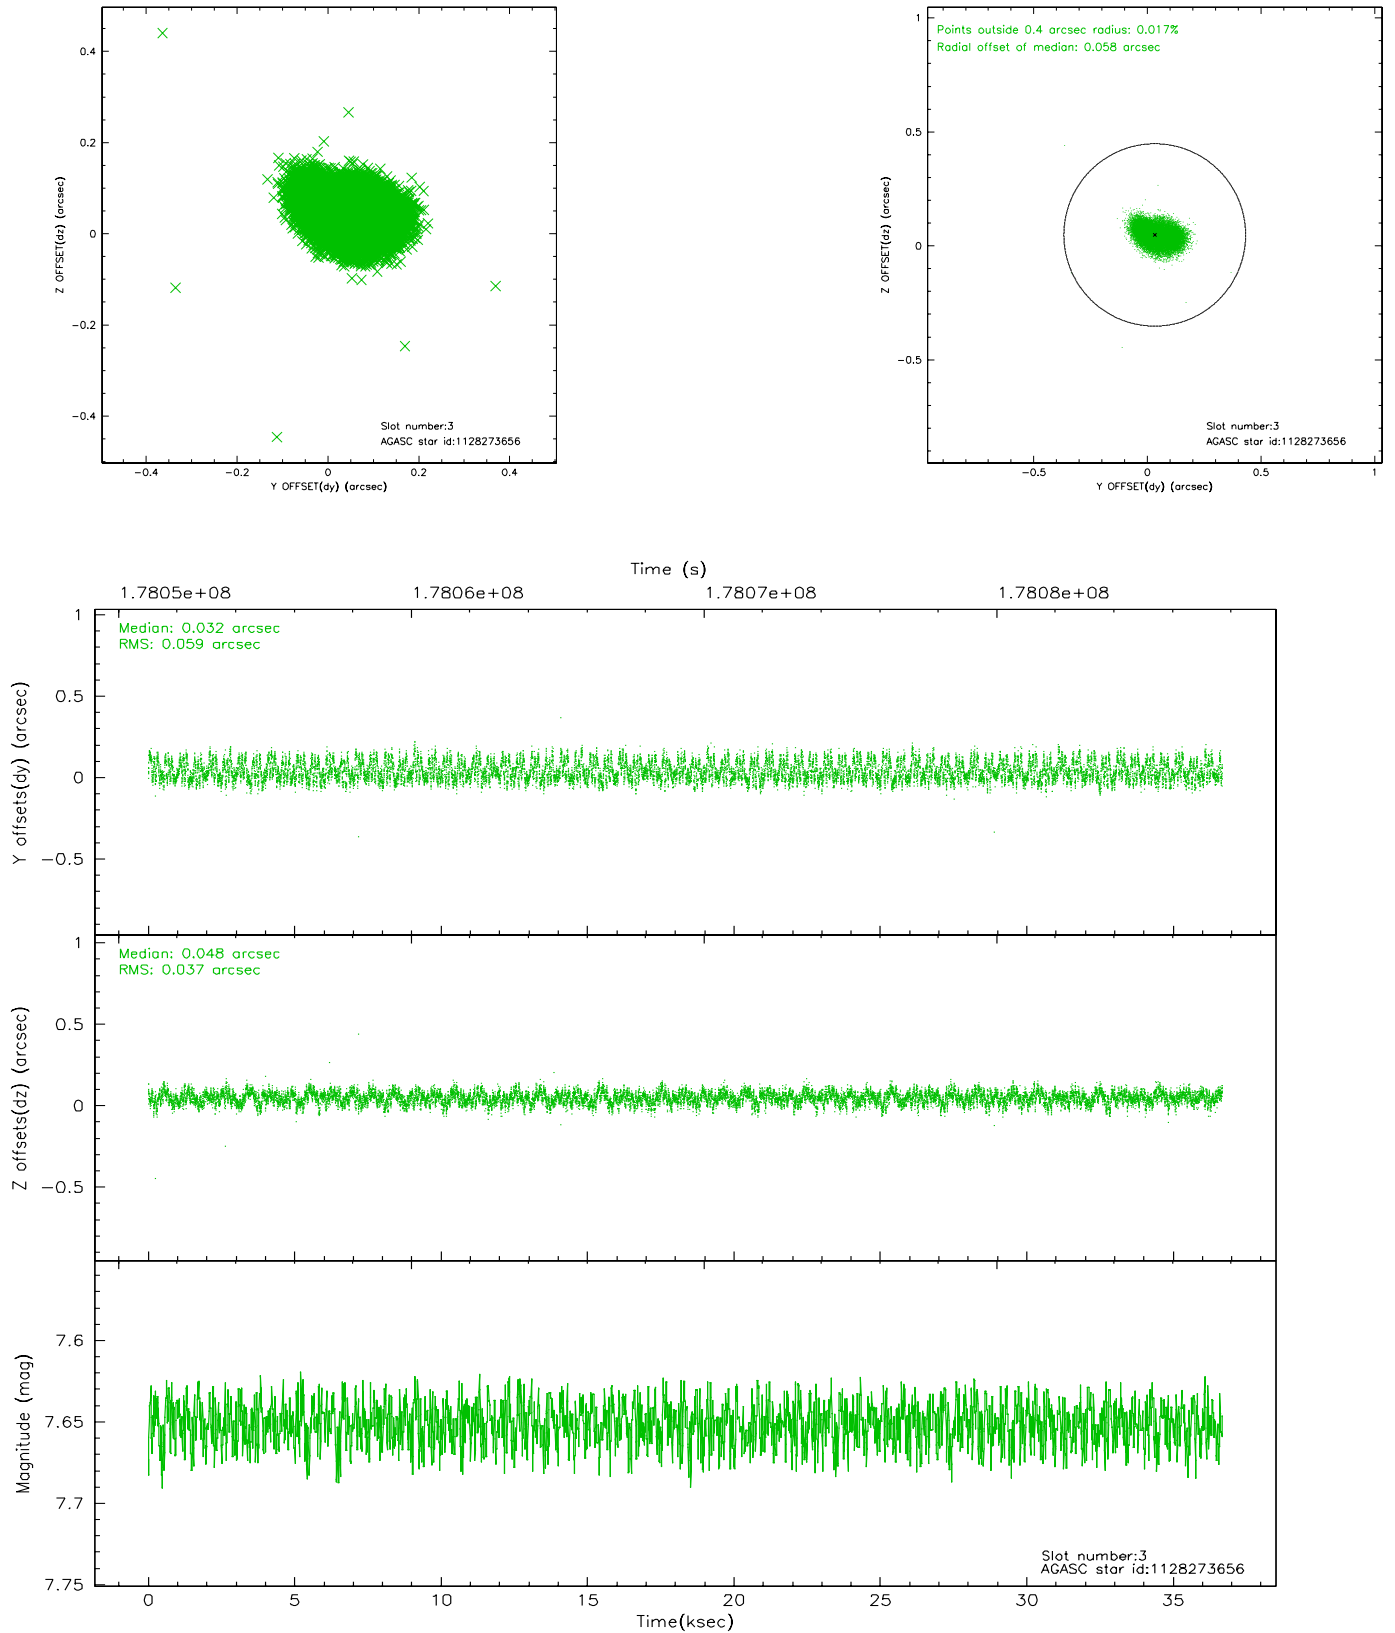 0.4
0.2
0
−0.2
−0.4
Z OFFSET(dz) (arcsec)
Slot number:3
AGASC star id:1128273656
−0.4 −0.2 0 0.2 0.4
Y OFFSET(dy) (arcsec)
Points outside 0.4 arcsec radius: 0.017%
Radial offset of median: 0.058 arcsec
1
0.5
0
−0.5
Z OFFSET(dz) (arcsec)
Slot number:3
AGASC star id:1128273656
−0.5 0 0.5 1
Y OFFSET(dy) (arcsec)
Time (s)
1.7805e+08 1.7806e+08 1.7807e+08 1.7808e+08
Median: 0.032 arcsec
RMS: 0.059 arcsec
1
0.5
0
−0.5
Y offsets(dy) (arcsec)
Median: 0.048 arcsec
RMS: 0.037 arcsec
1
0.5
0
−0.5
Z offsets(dz) (arcsec)
7.6
7.65
7.7
7.75
Magnitude (mag)
Slot number:3
AGASC star id:1128273656
0 5 10 15 20 25 30 35
Time(ksec)